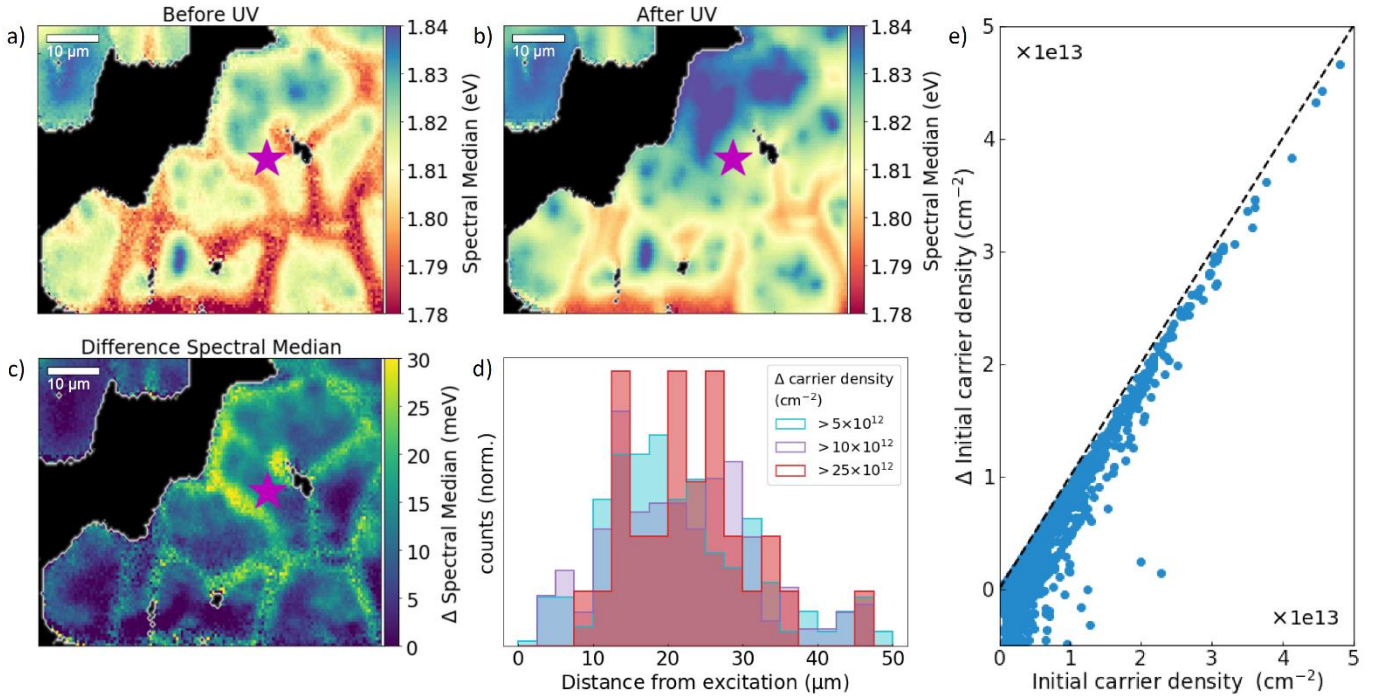 Before UV
a)
10 µm
1.84
1.83
1.82
1.81
1.80
1.79
1.78
Spectral Median (eV)
After UV
b)
10 µm
1.84
1.83
1.82
1.81
1.80
1.79
1.78
Spectral Median (eV)
Difference Spectral Median
c)
10 µm
30
25
20
15
10
5
0
Δ Spectral Median (meV)
d)
counts (norm.)
Δ carrier density
(cm⁻²)
> 5×10¹²
> 10×10¹²
> 25×10¹²
0 10 20 30 40 50
Distance from excitation (µm)
e)
×1e13
5
4
3
2
1
0
Δ Initial carrier density (cm⁻²)
×1e13
0 1 2 3 4 5
Initial carrier density (cm⁻²)